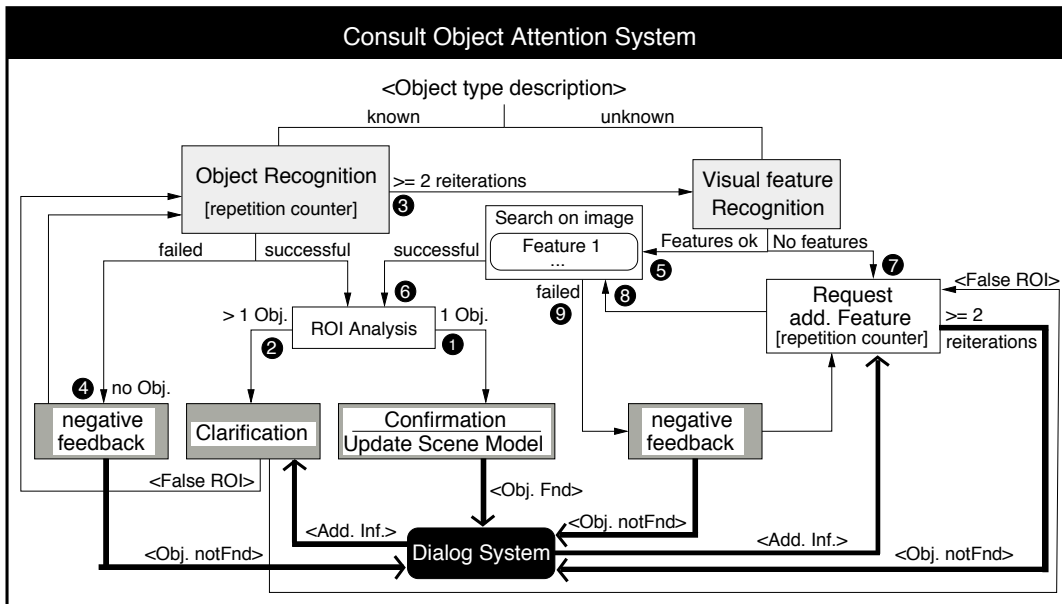 Consult Object Attention System
<Object type description>
known
unknown
Object Recognition
[repetition counter]
>= 2 reiterations
3
Visual feature
Recognition
Search on image
Feature 1
...
Features ok
No features
5
7
failed
successful
successful
6
failed
9
8
<False ROI>
Request
add. Feature
[repetition counter]
>= 2
reiterations
> 1 Obj.
2
ROI Analysis
1 Obj.
1
4
no Obj.
negative
feedback
Clarification
Confirmation
Update Scene Model
negative
feedback
<False ROI>
<Obj. Fnd>
<Obj. notFnd>
<Add. Inf.>
Dialog System
<Add. Inf.>
<Obj. notFnd>
<Obj. notFnd>